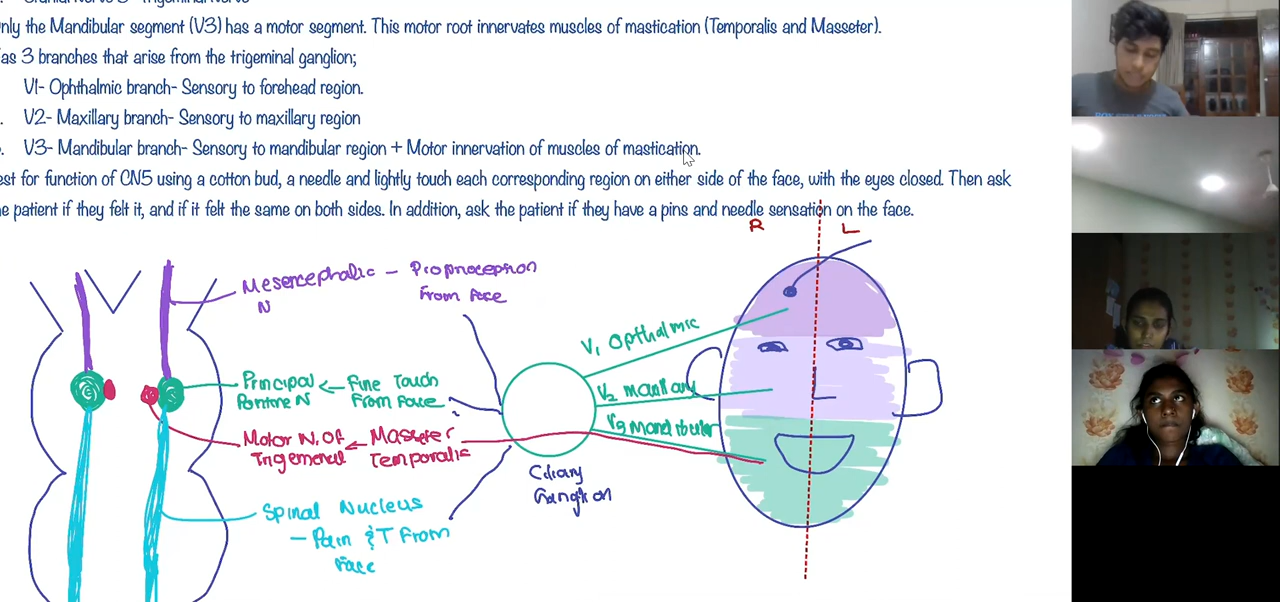 Cranial Nerve 5 - Trigeminal Nerve
nly the Mandibular segment (V3) has a motor segment. This motor root innervates muscles of mastication (Temporalis and Masseter).
as 3 branches that arise from the trigeminal ganglion;
V1- Ophthalmic branch- Sensory to forehead region.
V2- Maxillary branch- Sensory to maxillary region
V3- Mandibular branch- Sensory to mandibular region + Motor innervation of muscles of mastication.
est for function of CN5 using a cotton bud, a needle and lightly touch each corresponding region on either side of the face, with the eyes closed. Then ask
e patient if they felt it, and if it felt the same on both sides. In addition, ask the patient if they have a pins and needle sensation on the face.
R L
Mesencephalic - Proprioception
N From Face
V1 Opthalmic
Principal ← Fine Touch
Pontine N From Face
V2 maxillary
V3 Mandibular
Motor N. of ← Masseter
Trigemenal Temporalis
Ciliary
Ganglion
Spinal Nucleus
- Pain & T From
Face